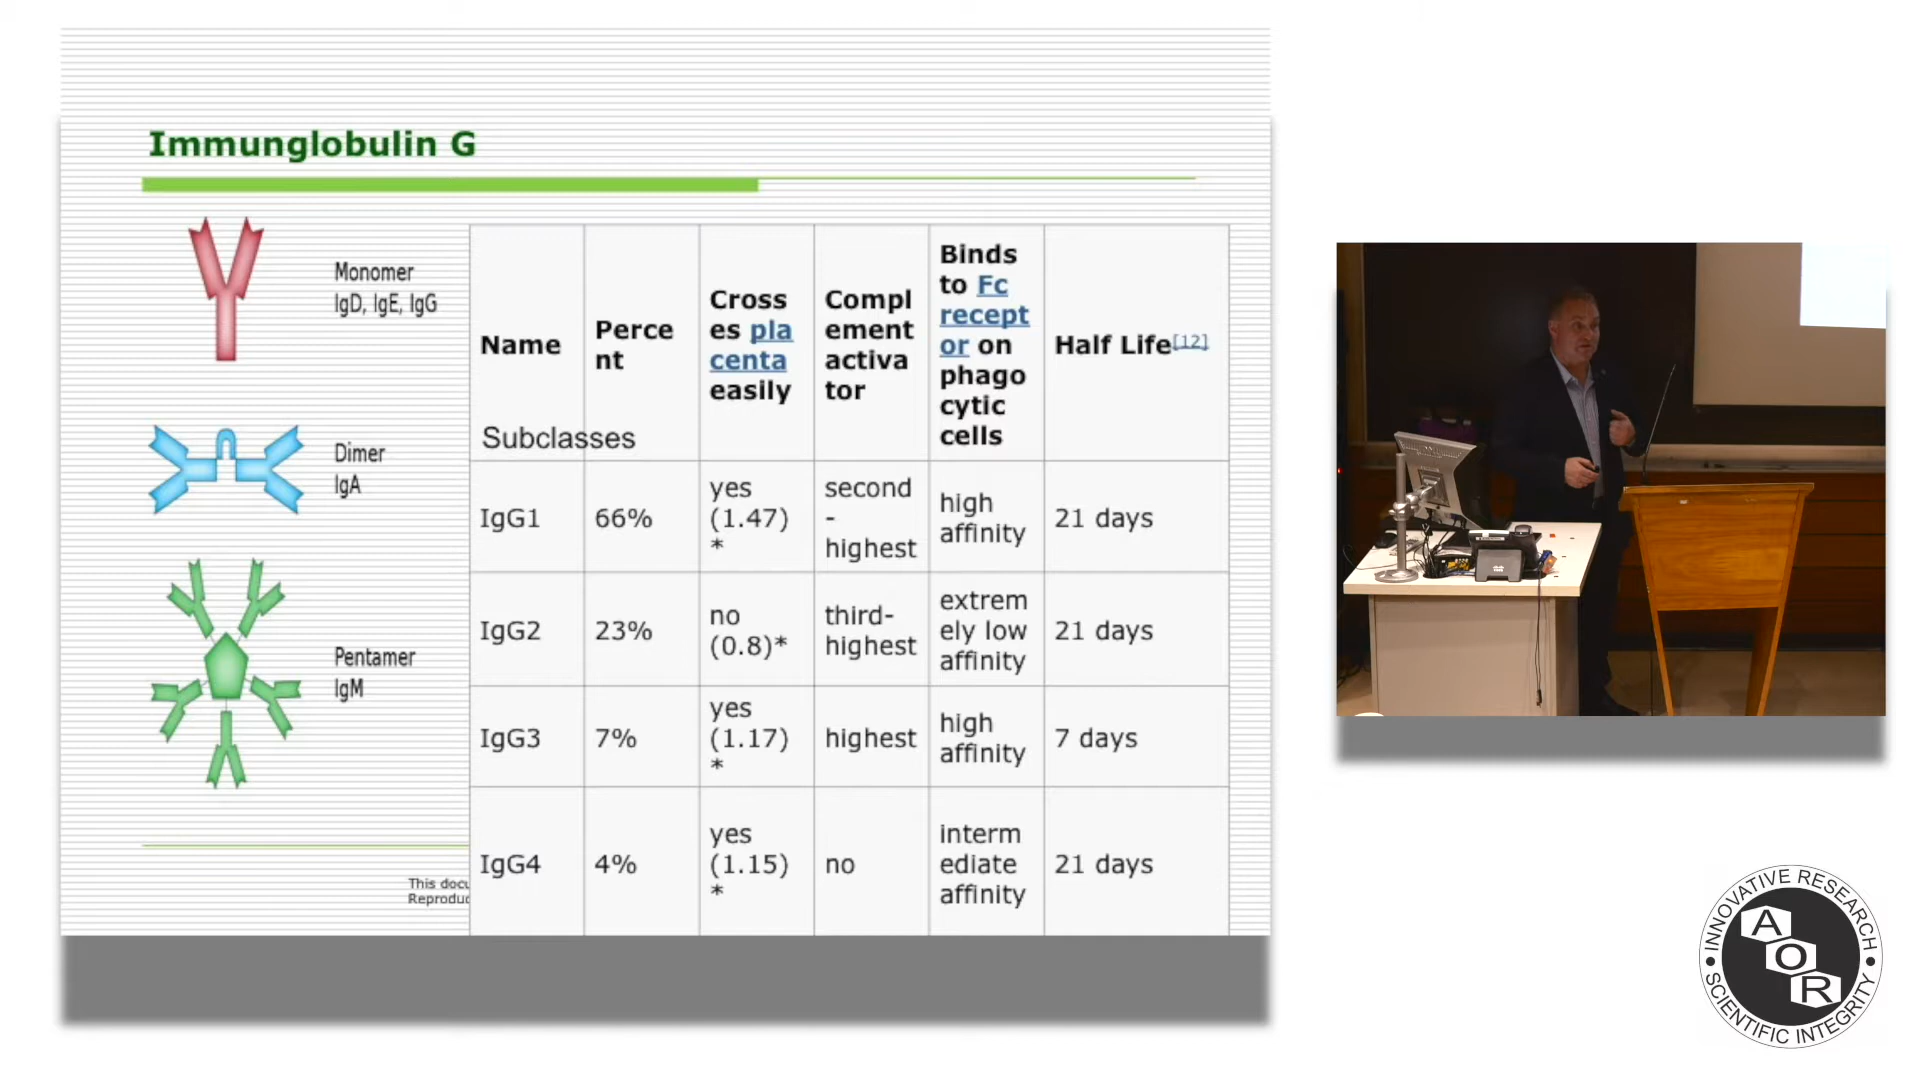 Immunglobulin G
Monomer
IgD, IgE, IgG
Dimer
IgA
Pentamer
IgM
Name
Subclasses
Perce
nt
Cross
es pla
centa
easily
Compl
ement
activa
tor
Binds
to Fc
recept
or on
phago
cytic
cells
Half Life[12]
IgG1
66%
yes
(1.47)
*
second
-
highest
high
affinity
21 days
IgG2
23%
no
(0.8)*
third-
highest
extrem
ely low
affinity
21 days
IgG3
7%
yes
(1.17)
*
highest
high
affinity
7 days
IgG4
4%
yes
(1.15)
*
no
interm
ediate
affinity
21 days
This docu
Reproduc
INNOVATIVE RESEARCH
AOR
SCIENTIFIC INTEGRITY